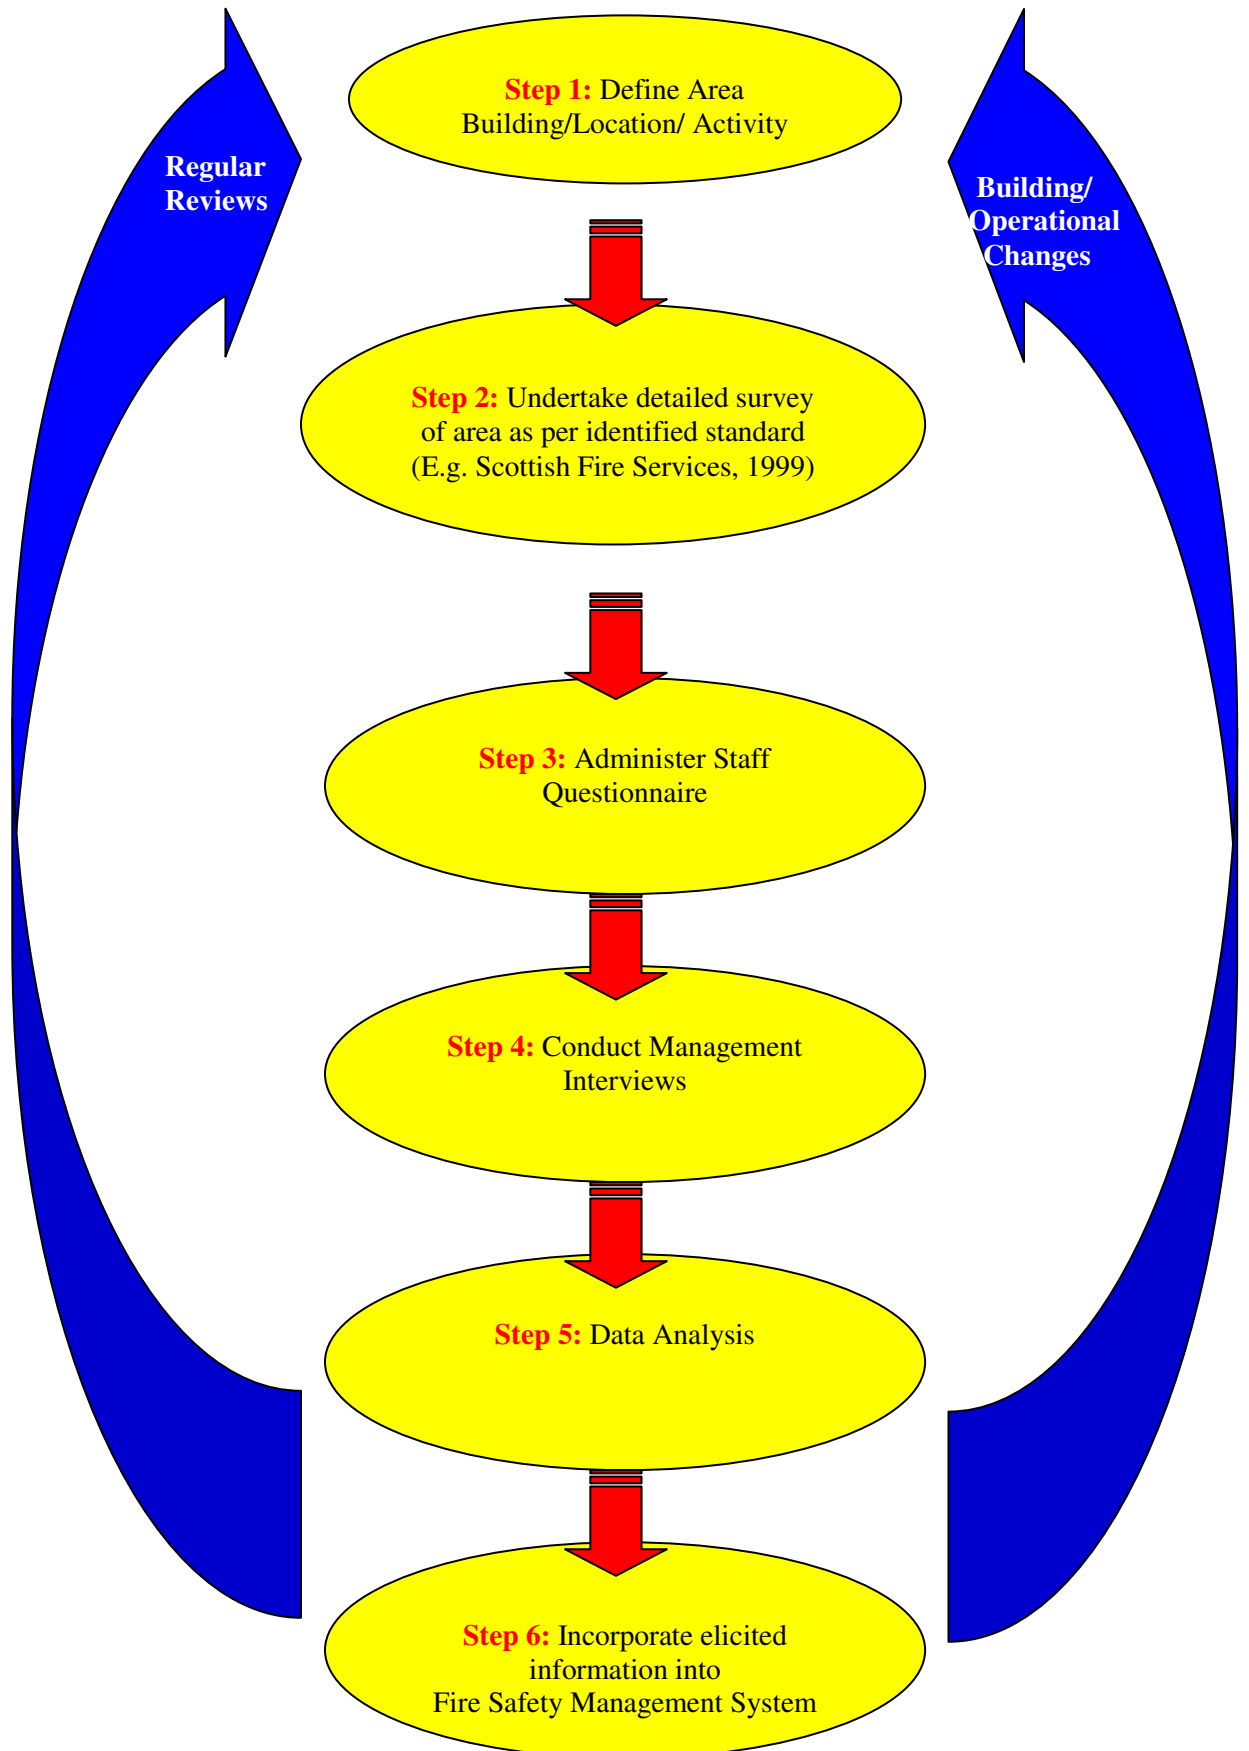 Step 1: Define Area
Building/Location/ Activity
Regular
Reviews
Building/
Operational
Changes
Step 2: Undertake detailed survey
of area as per identified standard
(E.g. Scottish Fire Services, 1999)
Step 3: Administer Staff
Questionnaire
Step 4: Conduct Management
Interviews
Step 5: Data Analysis
Step 6: Incorporate elicited
information into
Fire Safety Management System